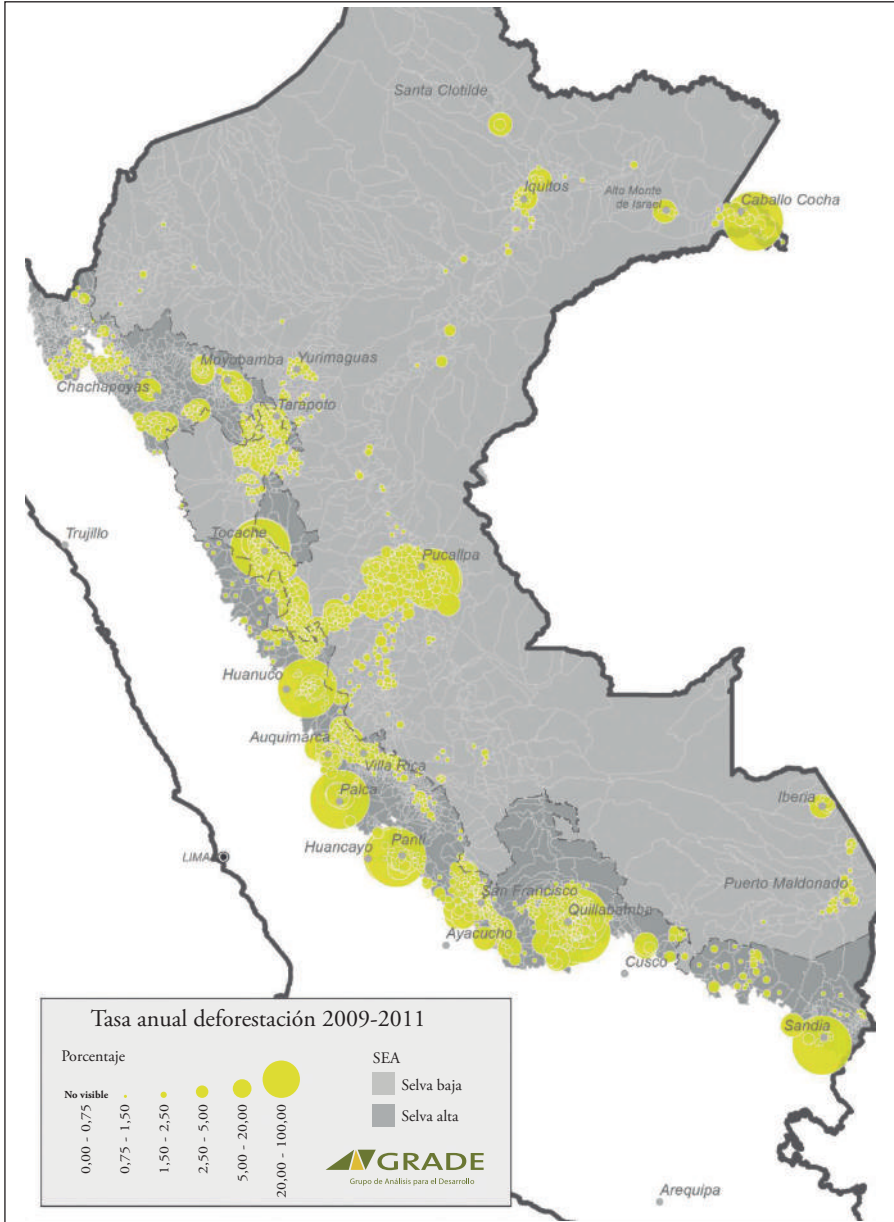 Santa Clotilde
Iquitos
Alto Monte
de Israel
Caballo Cocha
Moyobamba
Yurimaguas
Chachapoyas
Tarapoto
Trujillo
Tocache
Pucallpa
Huanuco
Auquimarca
Villa Rica
Palca
Iberia
LIMA
Huancayo
Panti
Puerto Maldonado
San Francisco
Quillabamba
Ayacucho
Cusco
Sandia
Arequipa
Tasa anual deforestación 2009-2011
Porcentaje
No visible
0,00 - 0,75
0,75 - 1,50
1,50 - 2,50
2,50 - 5,00
5,00 - 20,00
20,00 - 100,00
SEA
Selva baja
Selva alta
GRADE
Grupo de Análisis para el Desarrollo